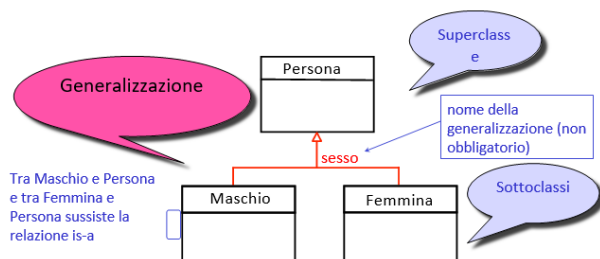 Superclass
e
Persona
Generalizzazione
nome della
generalizzazione (non
obbligatorio)
sesso
Tra Maschio e Persona
e tra Femmina e
Persona sussiste la
relazione is-a
Maschio
Femmina
Sottoclassi